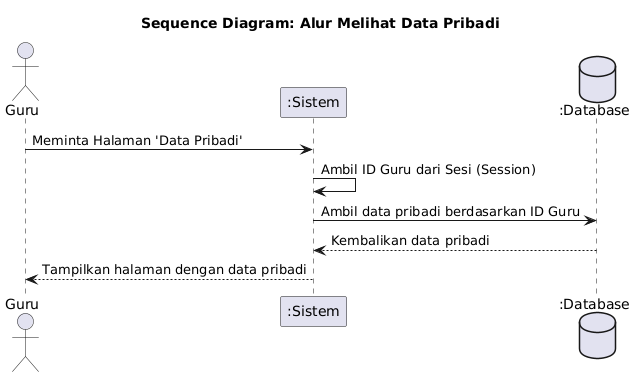 Sequence Diagram: Alur Melihat Data Pribadi
Guru
:Sistem
:Database
Meminta Halaman 'Data Pribadi'
Ambil ID Guru dari Sesi (Session)
Ambil data pribadi berdasarkan ID Guru
Kembalikan data pribadi
Tampilkan halaman dengan data pribadi
Guru
:Sistem
:Database